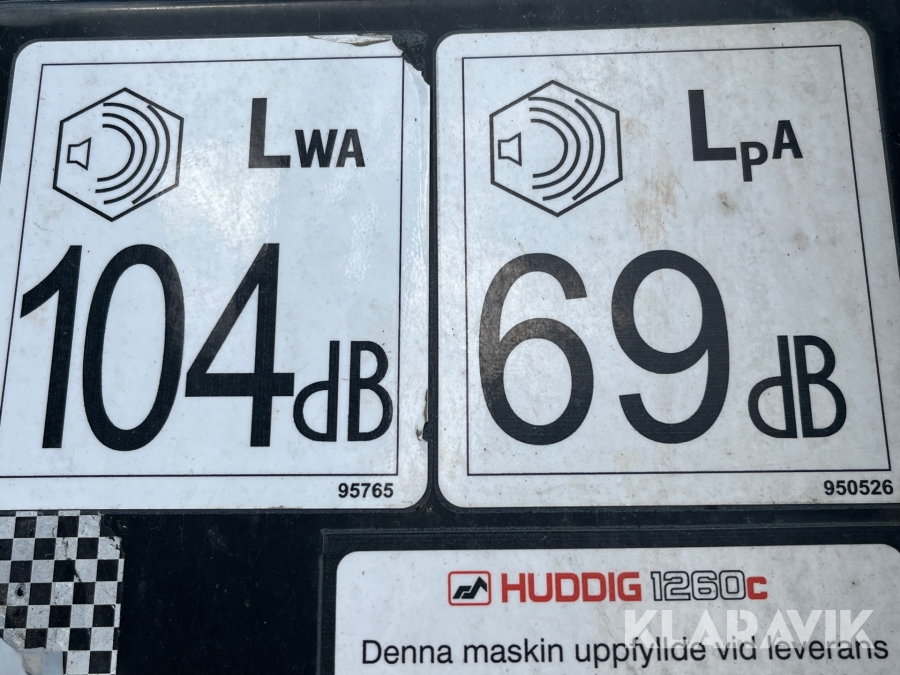 LWA
104dB
95765
LpA
69dB
950526
HUDDIG 1260c
KLARAVIK
Denna maskin uppfyllde vid leverans